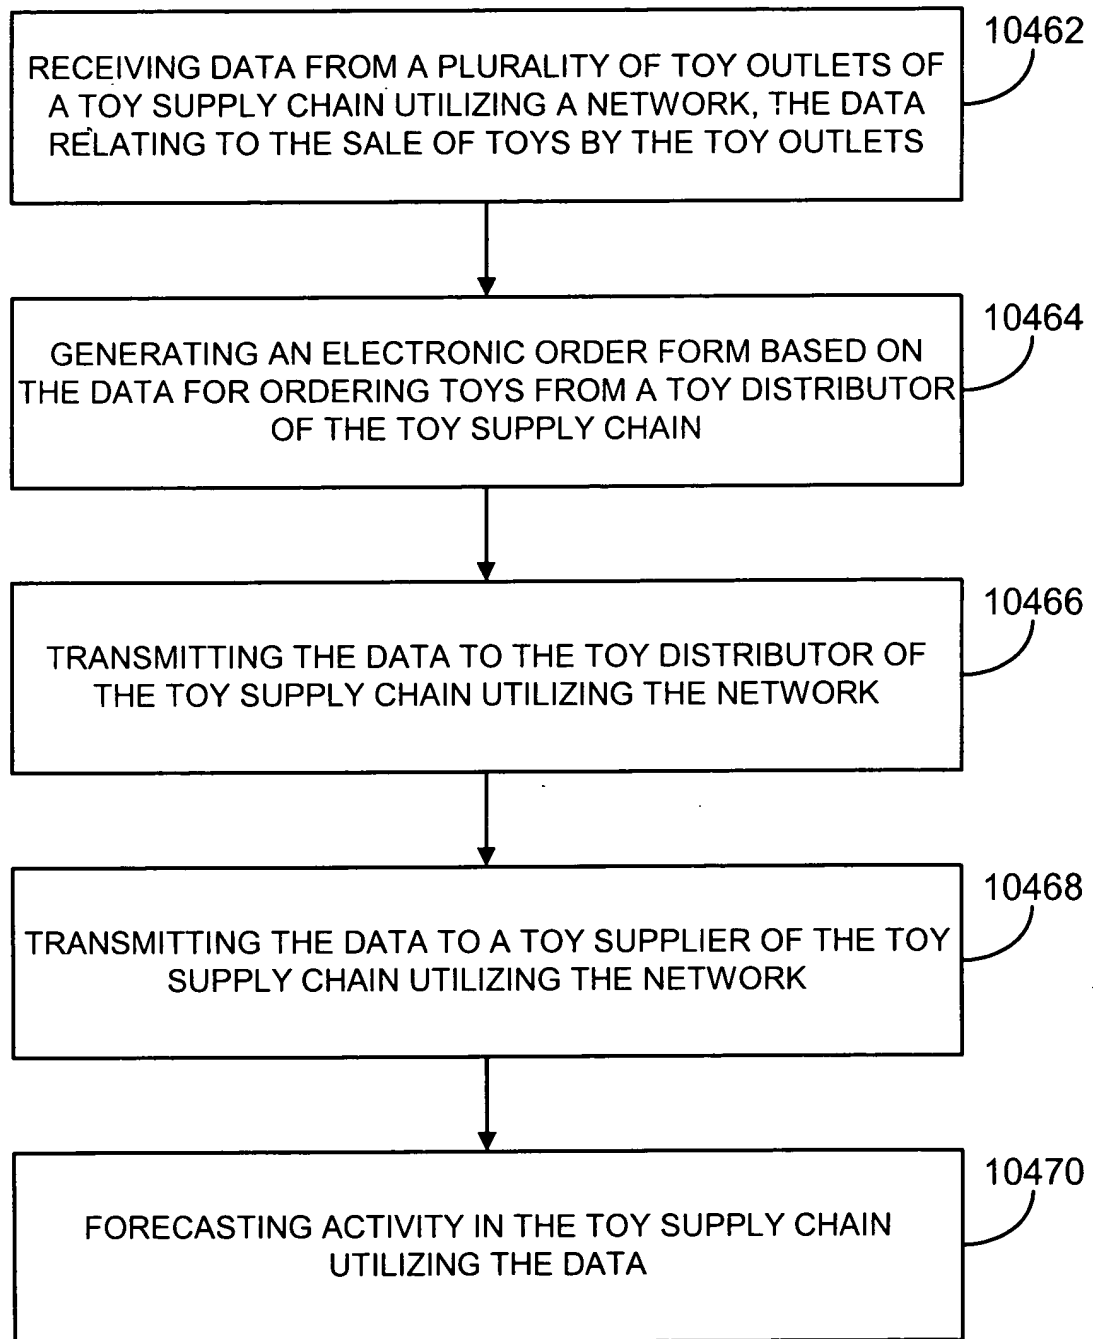 10462
RECEIVING DATA FROM A PLURALITY OF TOY OUTLETS OF
A TOY SUPPLY CHAIN UTILIZING A NETWORK, THE DATA
RELATING TO THE SALE OF TOYS BY THE TOY OUTLETS
10464
GENERATING AN ELECTRONIC ORDER FORM BASED ON
THE DATA FOR ORDERING TOYS FROM A TOY DISTRIBUTOR
OF THE TOY SUPPLY CHAIN
10466
TRANSMITTING THE DATA TO THE TOY DISTRIBUTOR OF
THE TOY SUPPLY CHAIN UTILIZING THE NETWORK
10468
TRANSMITTING THE DATA TO A TOY SUPPLIER OF THE TOY
SUPPLY CHAIN UTILIZING THE NETWORK
10470
FORECASTING ACTIVITY IN THE TOY SUPPLY CHAIN
UTILIZING THE DATA